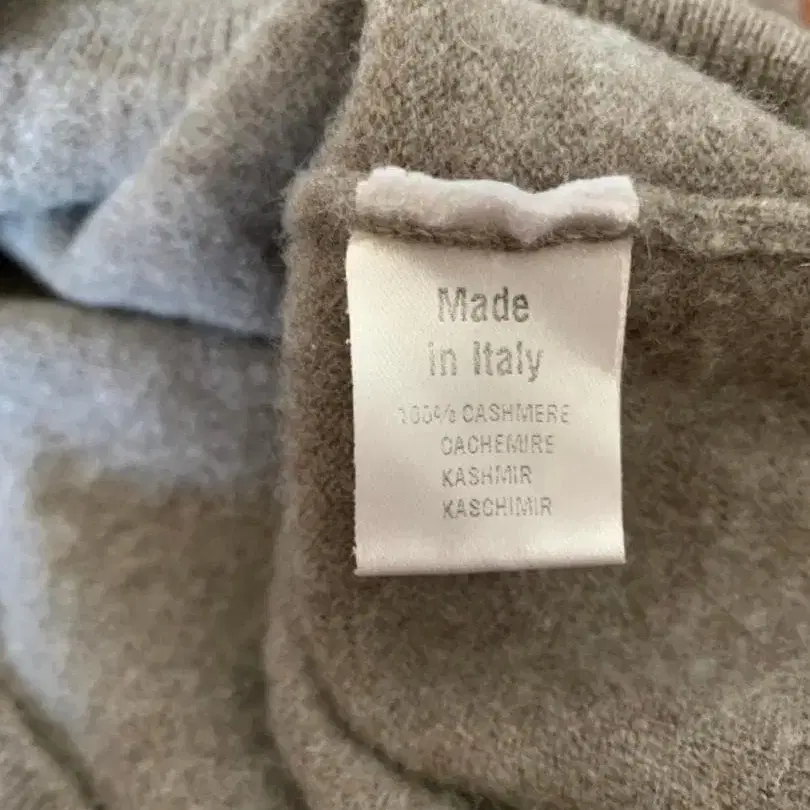 Made
in Italy
100% CASHMERE
CACHEMIRE
KASHMIR
KASCHIMIR